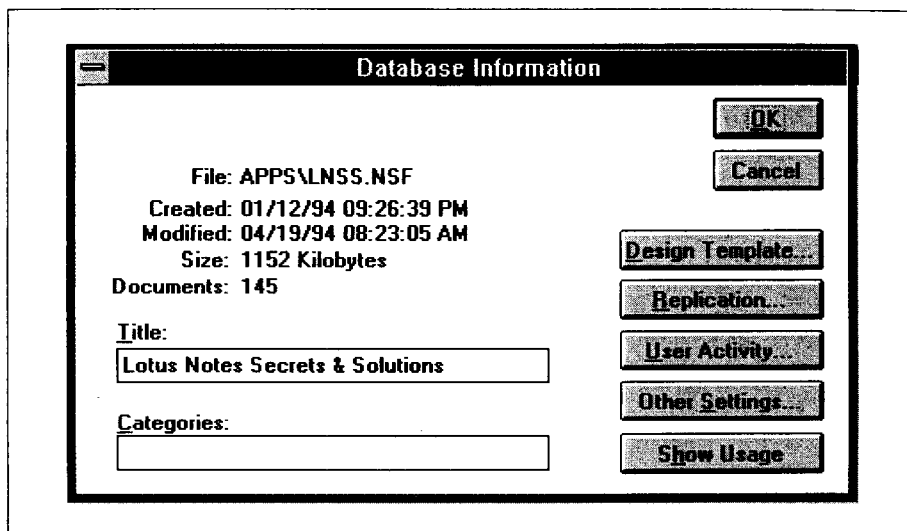 Database Information
OK
Cancel
File: APPS\LNSS.NSF
Created: 01/12/94 09:26:39 PM
Modified: 04/19/94 08:23:05 AM
Size: 1152 Kilobytes
Documents: 145
Title:
Lotus Notes Secrets & Solutions
Categories:
Design Template...
Replication...
User Activity...
Other Settings...
Show Usage